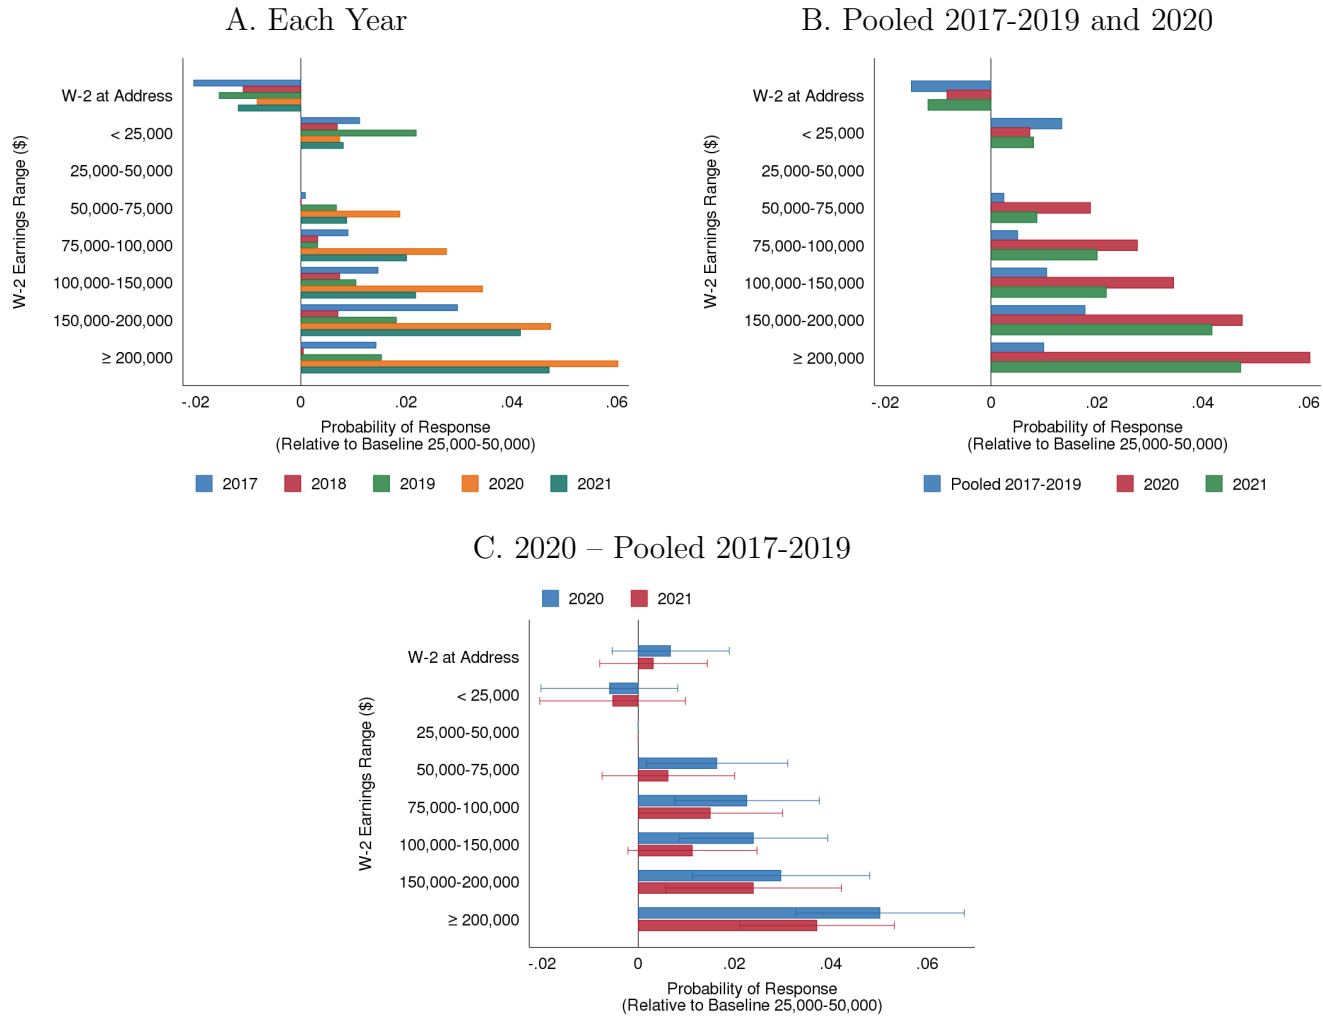 A. Each Year
W-2 Earnings Range ($)
W-2 at Address
< 25,000
25,000-50,000
50,000-75,000
75,000-100,000
100,000-150,000
150,000-200,000
≥ 200,000
-.02 0 .02 .04 .06
Probability of Response
(Relative to Baseline 25,000-50,000)
2017 2018 2019 2020 2021
B. Pooled 2017-2019 and 2020
W-2 Earnings Range ($)
W-2 at Address
< 25,000
25,000-50,000
50,000-75,000
75,000-100,000
100,000-150,000
150,000-200,000
≥ 200,000
-.02 0 .02 .04 .06
Probability of Response
(Relative to Baseline 25,000-50,000)
Pooled 2017-2019 2020 2021
C. 2020 – Pooled 2017-2019
2020 2021
W-2 Earnings Range ($)
W-2 at Address
< 25,000
25,000-50,000
50,000-75,000
75,000-100,000
100,000-150,000
150,000-200,000
≥ 200,000
-.02 0 .02 .04 .06
Probability of Response
(Relative to Baseline 25,000-50,000)